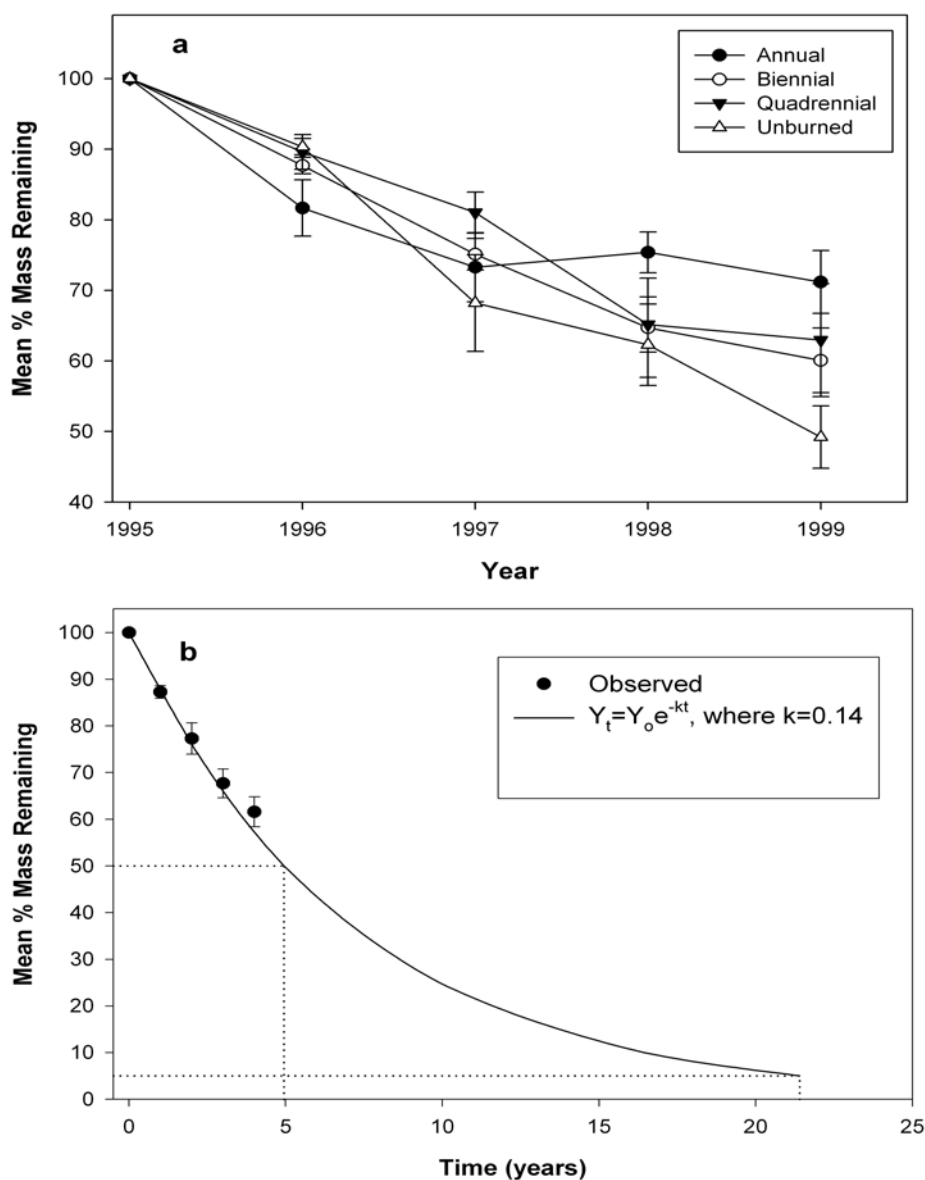 a
Annual
Biennial
Quadrennial
Unburned
100
90
80
70
60
50
40
Mean % Mass Remaining
1995 1996 1997 1998 1999
Year
b
Observed
Yₜ=Yₒe⁻ᵏᵗ, where k=0.14
100
90
80
70
60
50
40
30
20
10
0
Mean % Mass Remaining
0 5 10 15 20 25
Time (years)